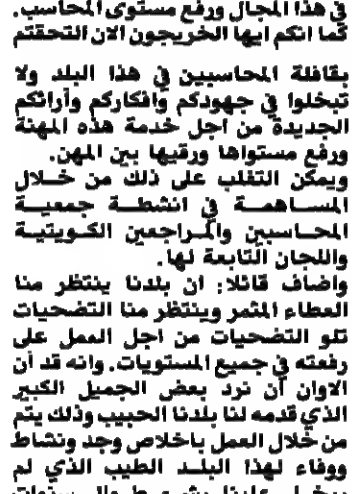 في هذا المجال ورفع مستوى المحاسب.
كما انكم ايها الخريجون الان التحقتم
بقافلة المحاسبين في هذا البلد ولا
تبخلوا في جهودكم وأفكاركم وأرائكم
الجديدة من اجل خدمة هذه المهنة
ورفع مستواها ورقيها بين المهن.
ويمكن التغلب على ذلك من خلال
المساهمة في انشطة جمعية
المحاسبين والمراجعين الكويتية
واللجان التابعة لها.
واضاف قائلا: ان بلدنا ينتظر منا
العطاء المثمر وينتظر منا التضحيات
تلو التضحيات من اجل العمل على
رفعته في جميع المستويات. وانه قد أن
الاوان أن نرد بعض الجميل الكبير
الذي قدمه لنا بلدنا الحبيب وذلك يتم
من خلال العمل باخلاص وجد ونشاط
ووفاء لهذا البلد الطيب الذي لم